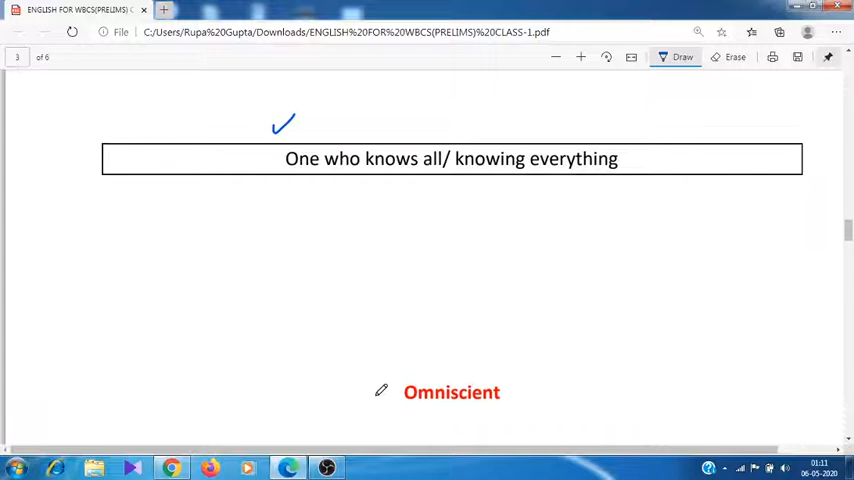 ENGLISH FOR WBCS(PRELIMS) C
File
C:/Users/Rupa%20Gupta/Downloads/ENGLISH%20FOR%20WBCS(PRELIMS)%20CLASS-1.pdf
3 of 6
Draw
Erase
One who knows all/ knowing everything
Omniscient
01:11
06-05-2020